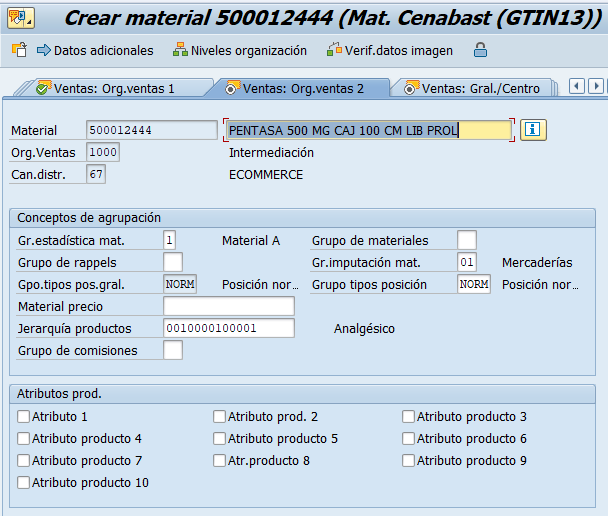 Crear material 500012444 (Mat. Cenabast (GTIN13))
Datos adicionales Niveles organización Verif.datos imagen
Ventas: Org.ventas 1 Ventas: Org.ventas 2 Ventas: Gral./Centro
Material 500012444 PENTASA 500 MG CAJ 100 CM LIB PROL
Org.Ventas 1000 Intermediación
Can.distr. 67 ECOMMERCE
Conceptos de agrupación
Gr.estadística mat. 1 Material A Grupo de materiales
Grupo de rappels Gr.imputación mat. 01 Mercaderías
Gpo.tipos pos.gral. NORM Posición nor… Grupo tipos posición NORM Posición nor…
Material precio
Jerarquía productos 0010000100001 Analgésico
Grupo de comisiones
Atributos prod.
Atributo 1 Atributo prod. 2 Atributo producto 3
Atributo producto 4 Atributo producto 5 Atributo producto 6
Atributo producto 7 Atr.producto 8 Atributo producto 9
Atributo producto 10